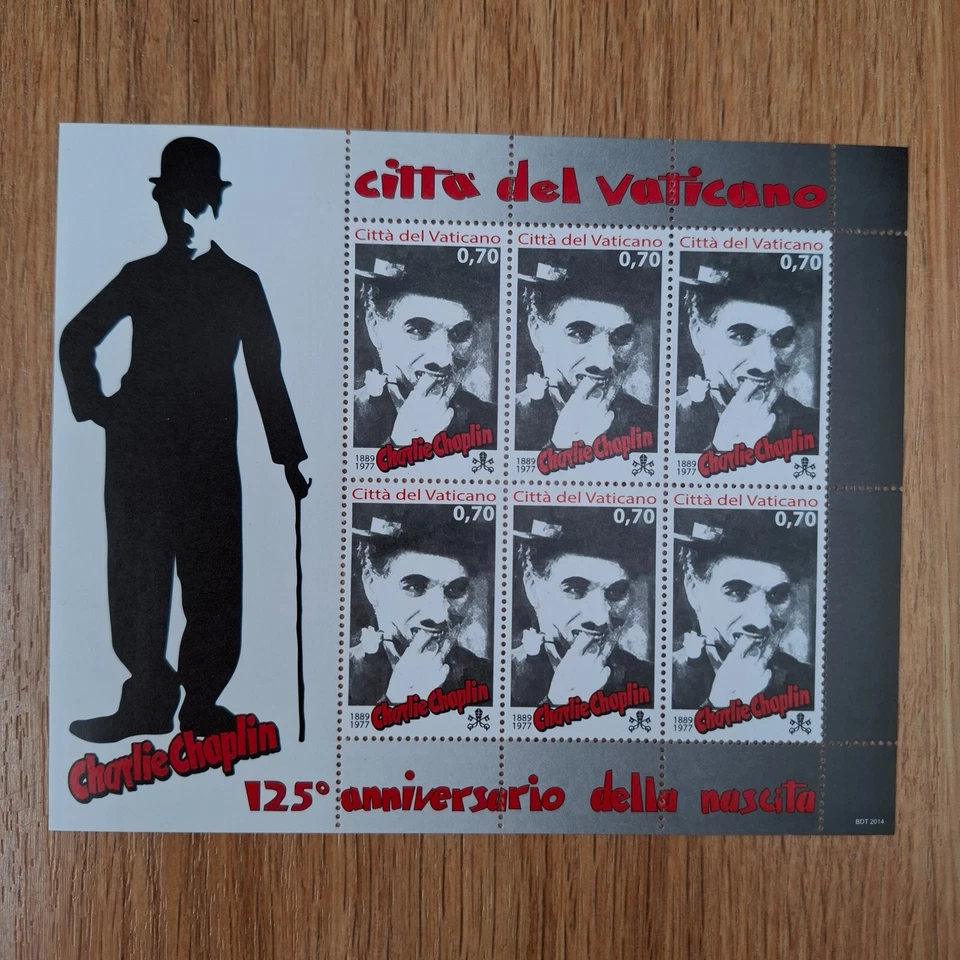 città del vaticano
Città del Vaticano
0,70
Charlie Chaplin
1889
1977
Città del Vaticano
0,70
Charlie Chaplin
1889
1977
Città del Vaticano
0,70
Charlie Chaplin
1889
1977
Città del Vaticano
0,70
Charlie Chaplin
1889
1977
Città del Vaticano
0,70
Charlie Chaplin
1889
1977
Città del Vaticano
0,70
Charlie Chaplin
1889
1977
Charlie Chaplin
125° anniversario della nascita
BDT 2014